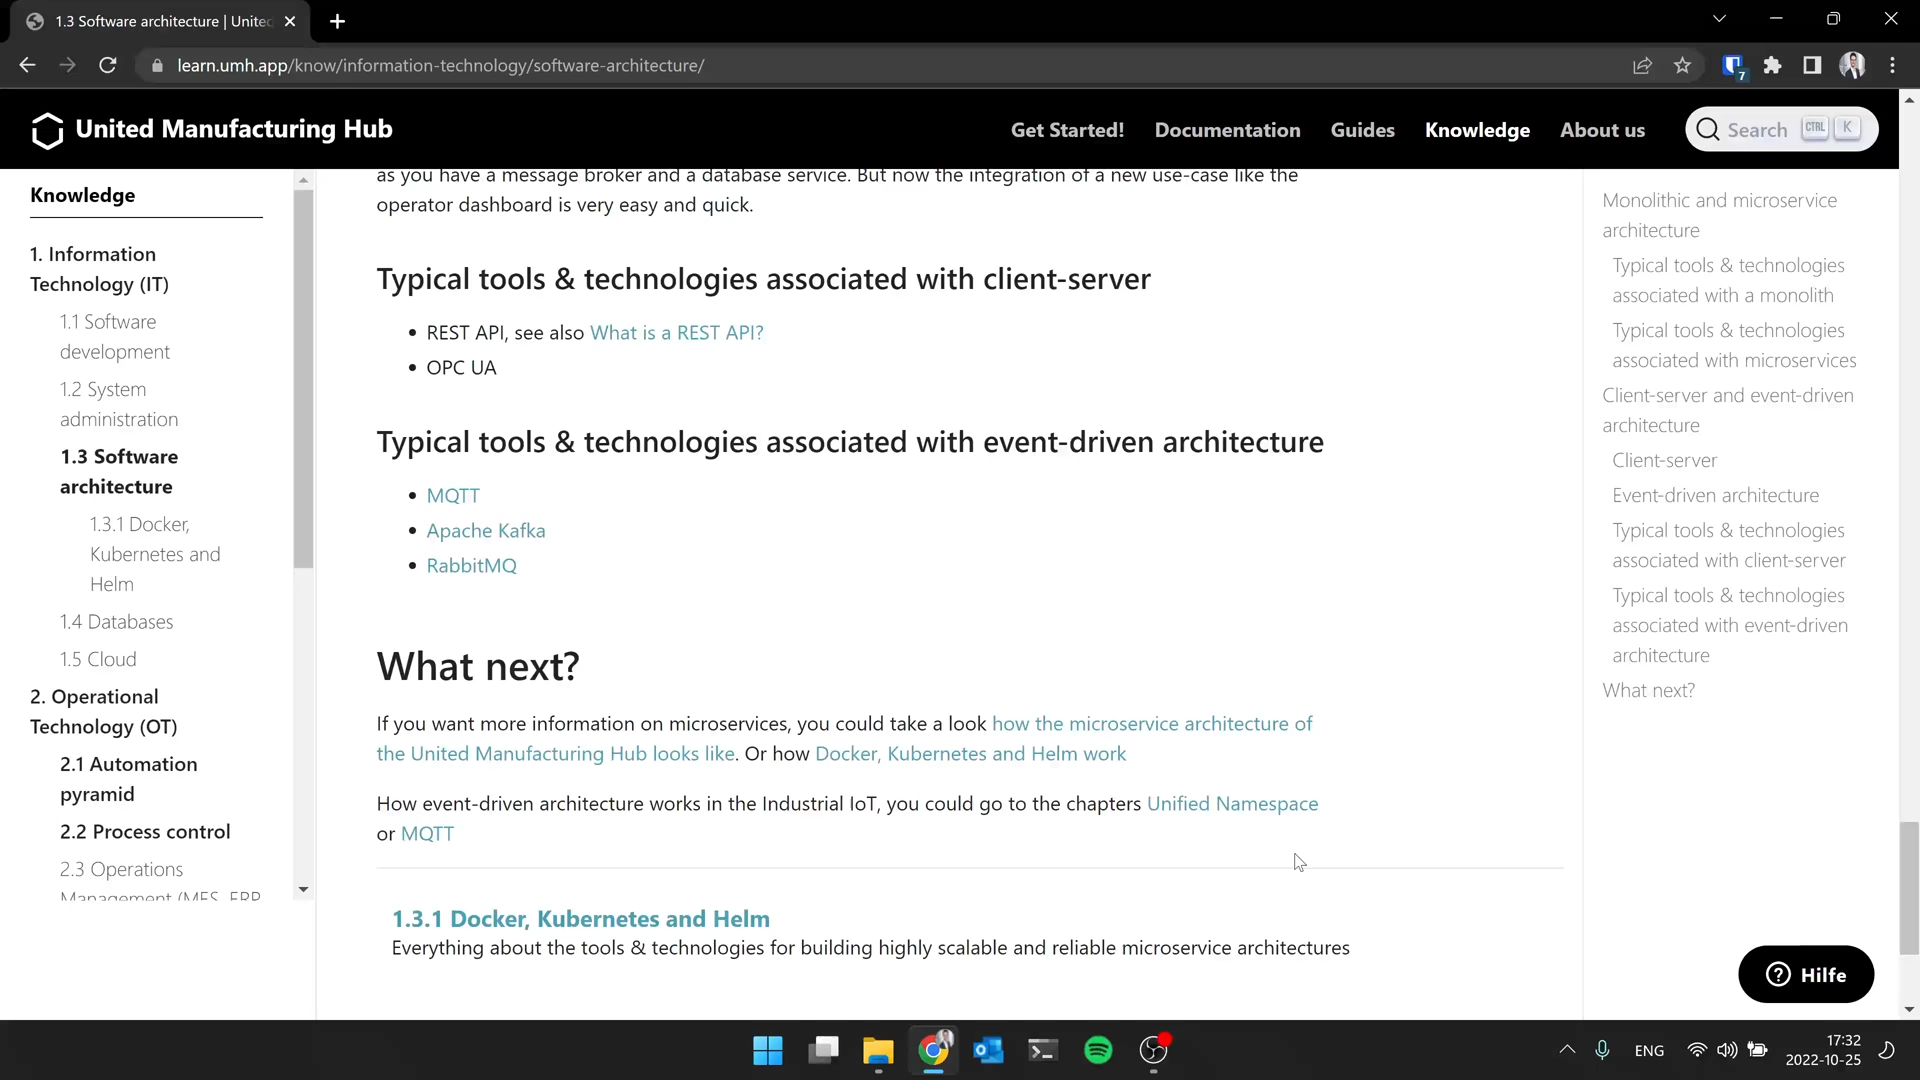 1.3 Software architecture | United
learn.umh.app/know/information-technology/software-architecture/
7
United Manufacturing Hub
Get Started!
Documentation
Guides
Knowledge
About us
Search CTRL K
Knowledge
1. Information
Technology (IT)
1.1 Software
development
1.2 System
administration
1.3 Software
architecture
1.3.1 Docker,
Kubernetes and
Helm
1.4 Databases
1.5 Cloud
2. Operational
Technology (OT)
2.1 Automation
pyramid
2.2 Process control
2.3 Operations
Management (MES, ERP
as you have a message broker and a database service. But now the integration of a new use-case like the
operator dashboard is very easy and quick.
Typical tools & technologies associated with client-server
• REST API, see also What is a REST API?
• OPC UA
Typical tools & technologies associated with event-driven architecture
• MQTT
• Apache Kafka
• RabbitMQ
What next?
If you want more information on microservices, you could take a look how the microservice architecture of
the United Manufacturing Hub looks like. Or how Docker, Kubernetes and Helm work
How event-driven architecture works in the Industrial IoT, you could go to the chapters Unified Namespace
or MQTT
1.3.1 Docker, Kubernetes and Helm
Everything about the tools & technologies for building highly scalable and reliable microservice architectures
Monolithic and microservice
architecture
Typical tools & technologies
associated with a monolith
Typical tools & technologies
associated with microservices
Client-server and event-driven
architecture
Client-server
Event-driven architecture
Typical tools & technologies
associated with client-server
Typical tools & technologies
associated with event-driven
architecture
What next?
Hilfe
ENG
17:32
2022-10-25